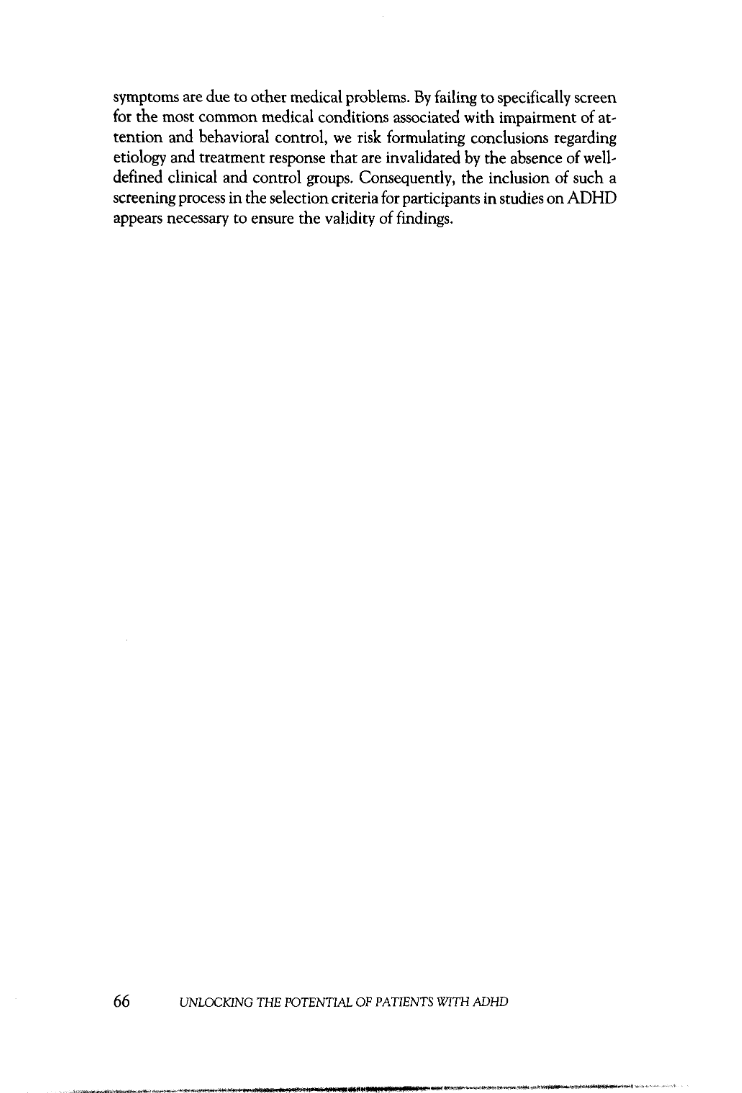 symptoms are due to other medical problems. By failing to specifically screen
for the most common medical conditions associated with impairment of at-
tention and behavioral control, we risk formulating conclusions regarding
etiology and treatment response that are invalidated by the absence of well-
defined clinical and control groups. Consequently, the inclusion of such a
screening process in the selection criteria for participants in studies on ADHD
appears necessary to ensure the validity of findings.
66 UNLOCKING THE POTENTIAL OF PATIENTS WITH ADHD